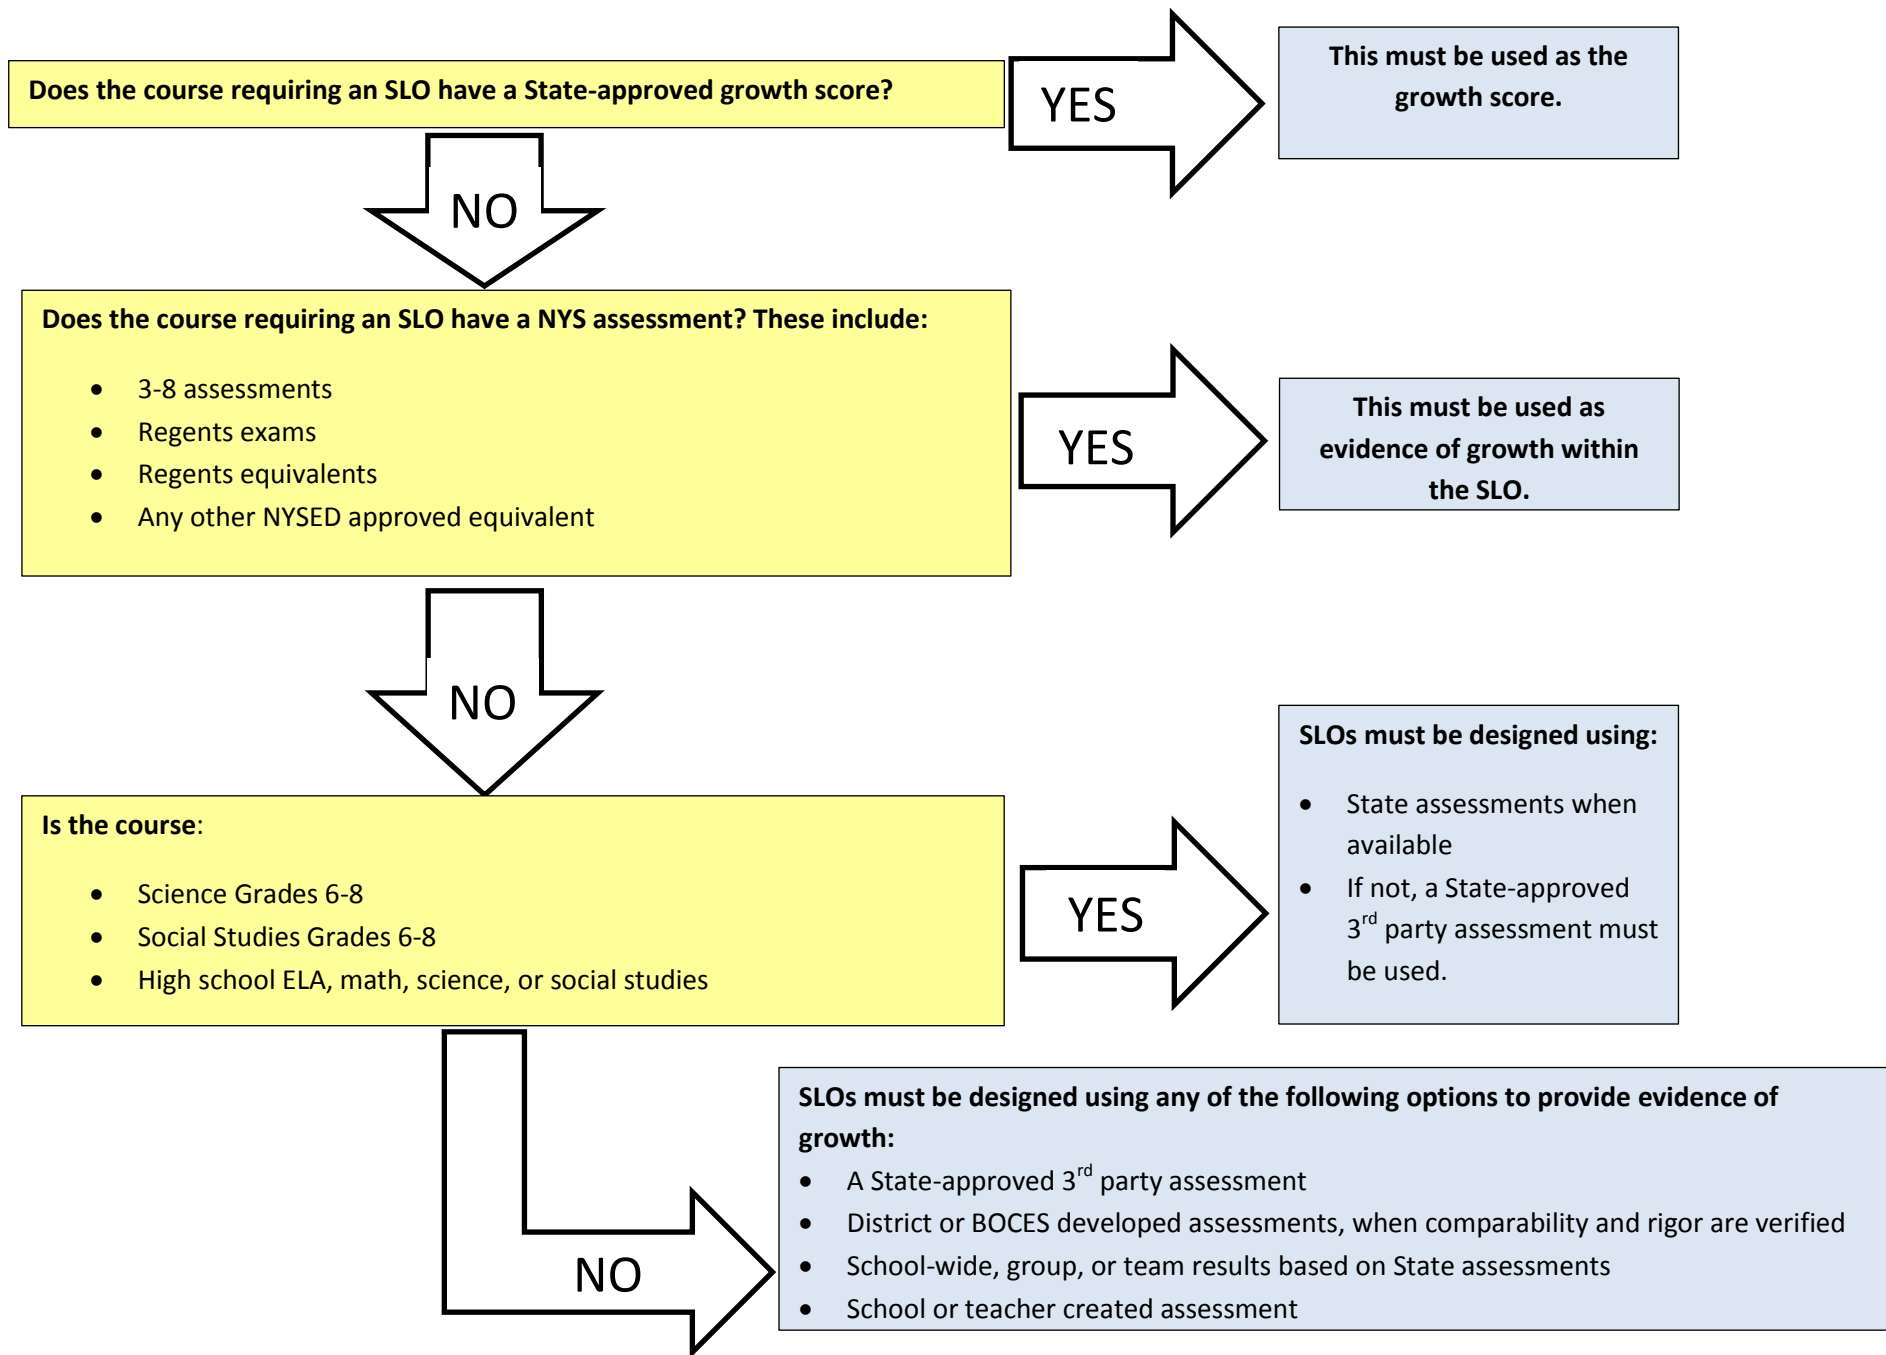 Does the course requiring an SLO have a State-approved growth score?
YES
This must be used as the
growth score.
NO
Does the course requiring an SLO have a NYS assessment? These include:
• 3-8 assessments
• Regents exams
• Regents equivalents
• Any other NYSED approved equivalent
YES
This must be used as
evidence of growth within
the SLO.
NO
Is the course:
• Science Grades 6-8
• Social Studies Grades 6-8
• High school ELA, math, science, or social studies
YES
SLOs must be designed using:
• State assessments when
available
• If not, a State-approved
3rd party assessment must
be used.
NO
SLOs must be designed using any of the following options to provide evidence of
growth:
• A State-approved 3rd party assessment
• District or BOCES developed assessments, when comparability and rigor are verified
• School-wide, group, or team results based on State assessments
• School or teacher created assessment